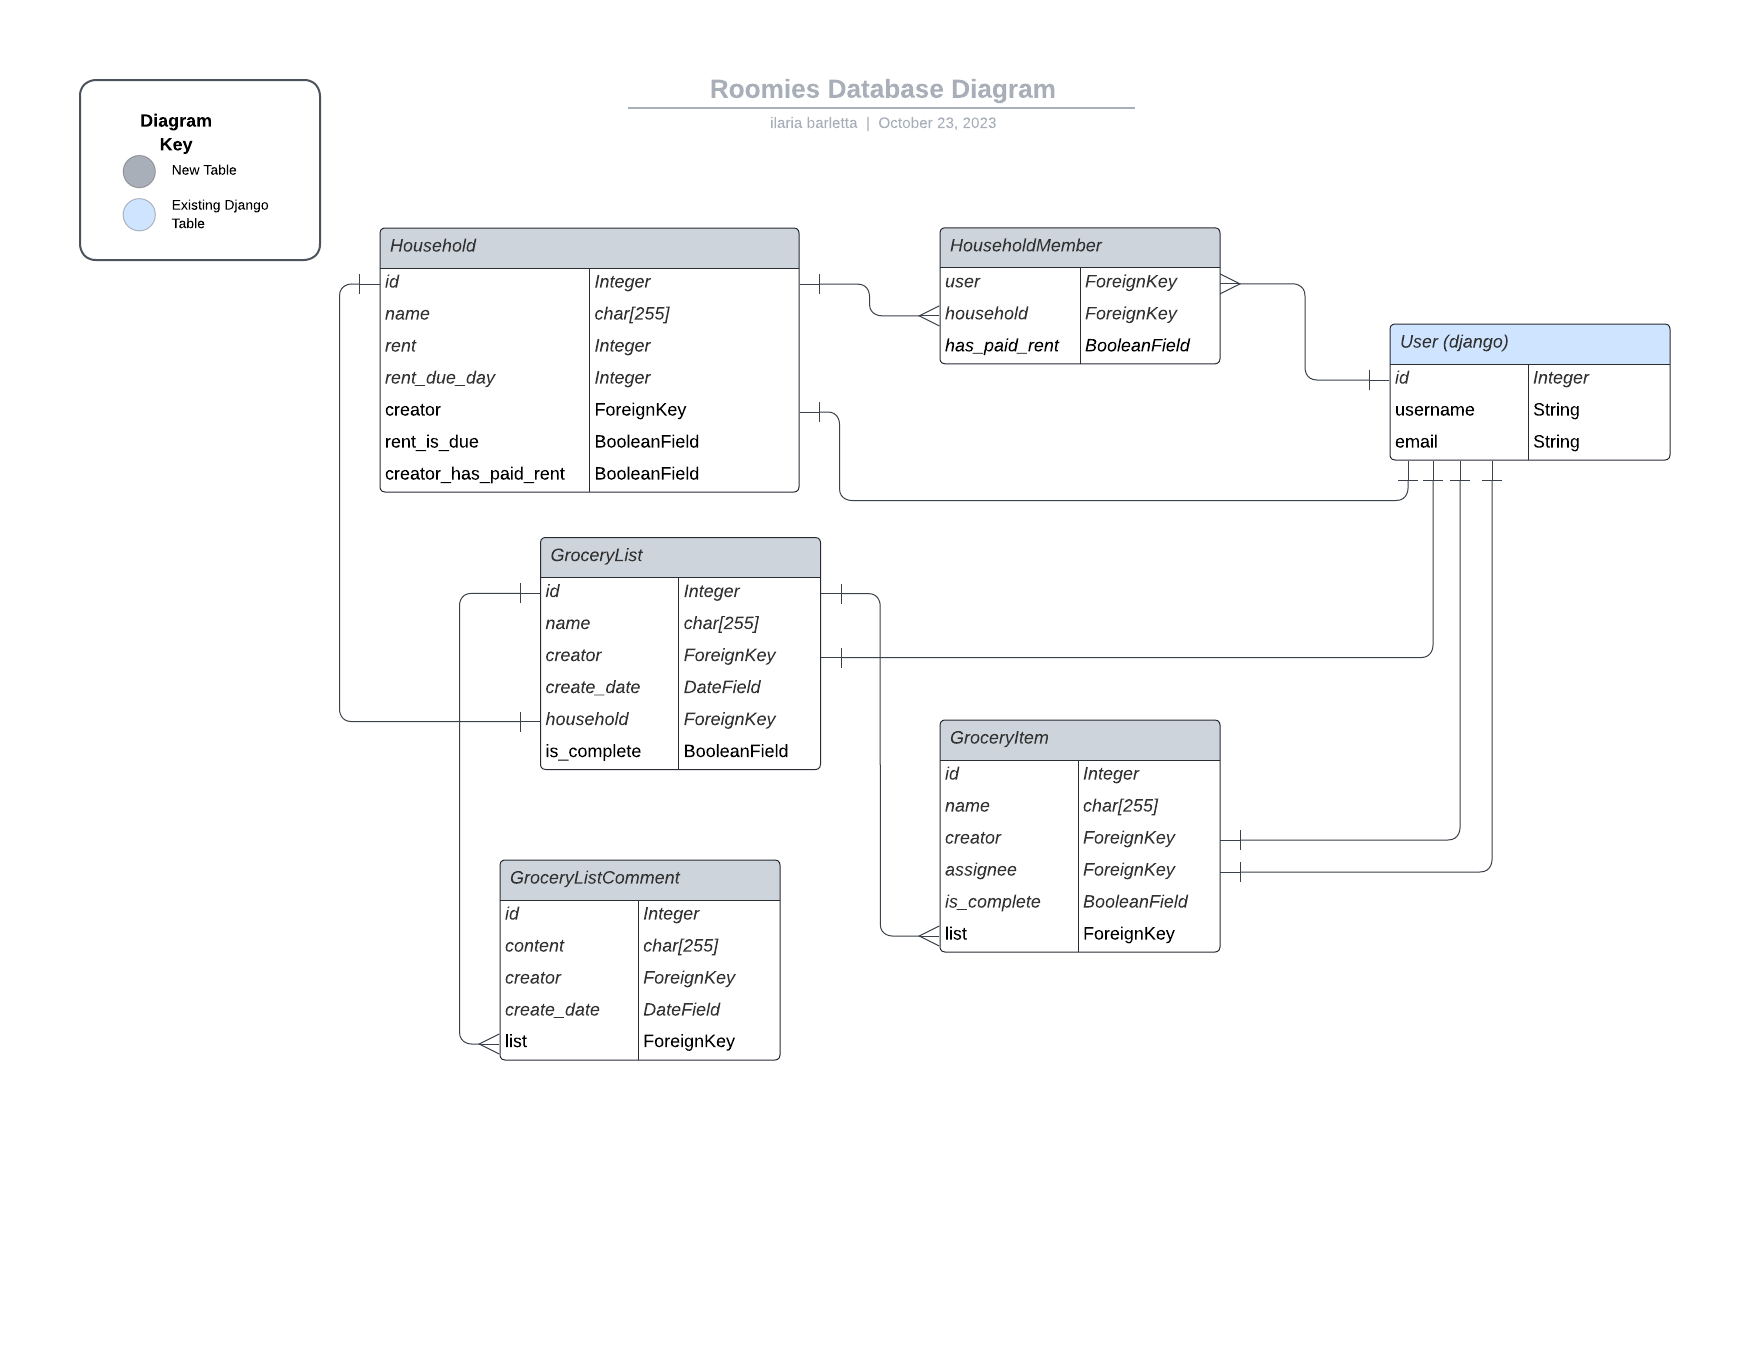 Roomies Database Diagram
ilaria barletta | October 23, 2023
Diagram
Key
New Table
Existing Django
Table
Household
id Integer
name char[255]
rent Integer
rent_due_day Integer
creator ForeignKey
rent_is_due BooleanField
creator_has_paid_rent BooleanField
HouseholdMember
user ForeignKey
household ForeignKey
has_paid_rent BooleanField
User (django)
id Integer
username String
email String
GroceryList
id Integer
name char[255]
creator ForeignKey
create_date DateField
household ForeignKey
is_complete BooleanField
GroceryItem
id Integer
name char[255]
creator ForeignKey
assignee ForeignKey
is_complete BooleanField
list ForeignKey
GroceryListComment
id Integer
content char[255]
creator ForeignKey
create_date DateField
list ForeignKey